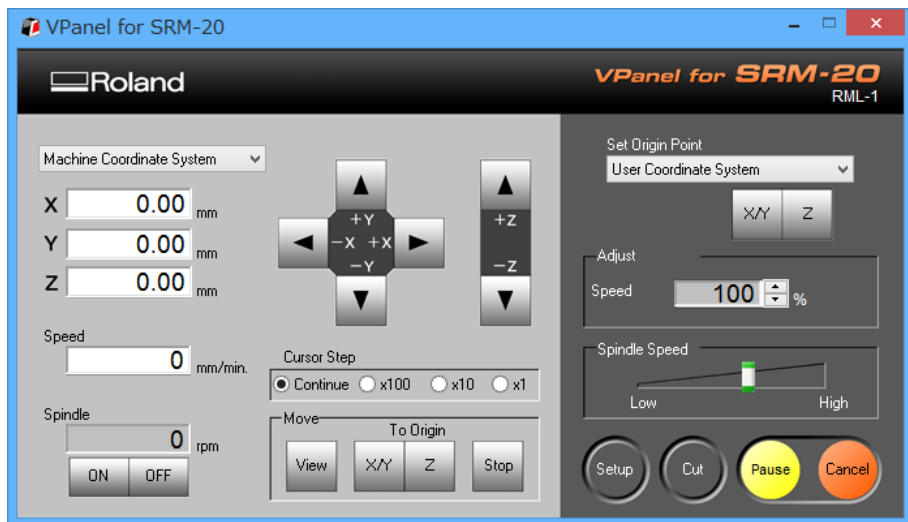 VPanel for SRM-20
Roland
VPanel for SRM-20
RML-1
Machine Coordinate System
X 0.00 mm
Y 0.00 mm
Z 0.00 mm
Speed
0 mm/min.
Spindle
0 rpm
ON OFF
+Y
-X +X
-Y
+Z
-Z
Cursor Step
Continue x100 x10 x1
Move
To Origin
View X/Y Z Stop
Set Origin Point
User Coordinate System
X/Y Z
Adjust
Speed 100 %
Spindle Speed
Low High
Setup Cut Pause Cancel